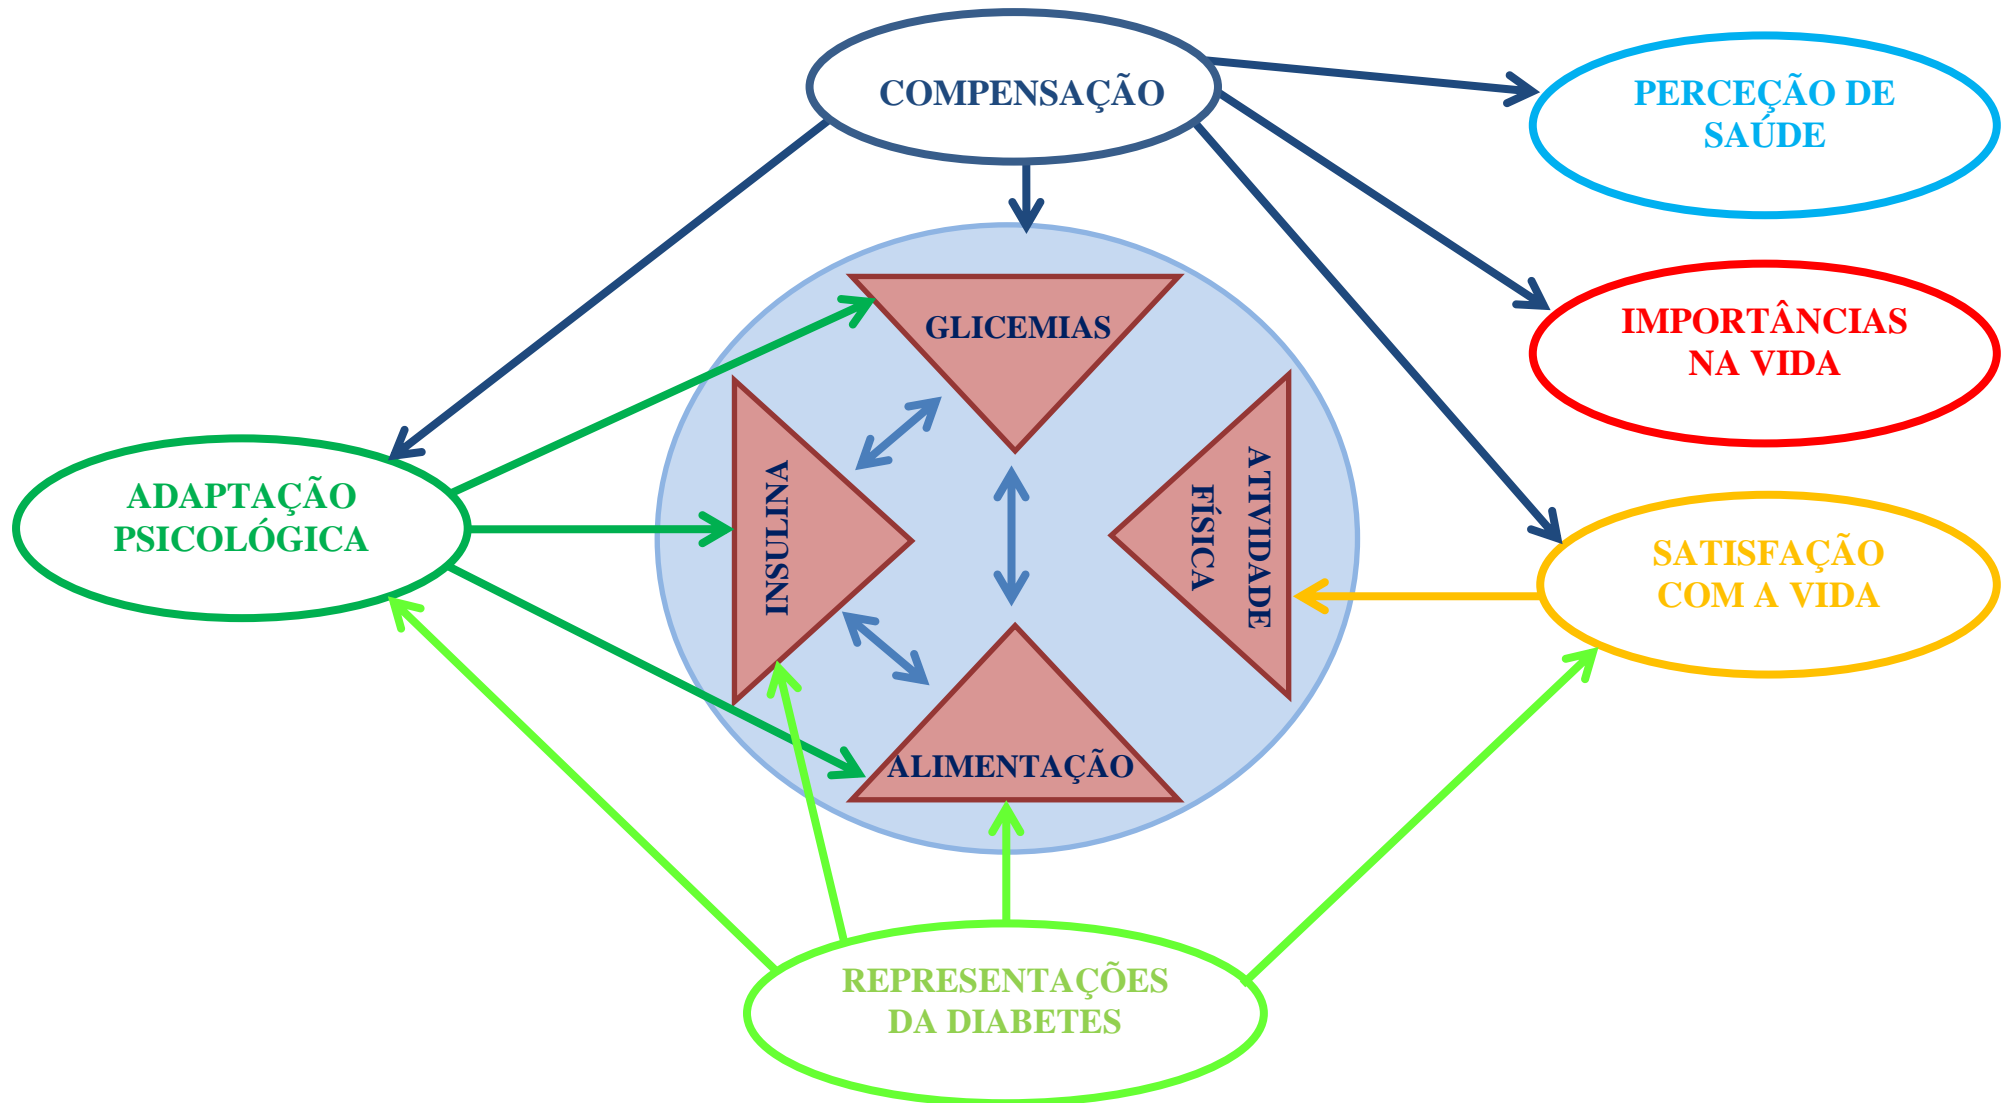 COMPENSAÇÃO
PERCEÇÃO DE
SAÚDE
IMPORTÂNCIAS
NA VIDA
GLICEMIAS
ADAPTAÇÃO
PSICOLÓGICA
INSULINA
ATIVIDADE
FÍSICA
SATISFAÇÃO
COM A VIDA
ALIMENTAÇÃO
REPRESENTAÇÕES
DA DIABETES